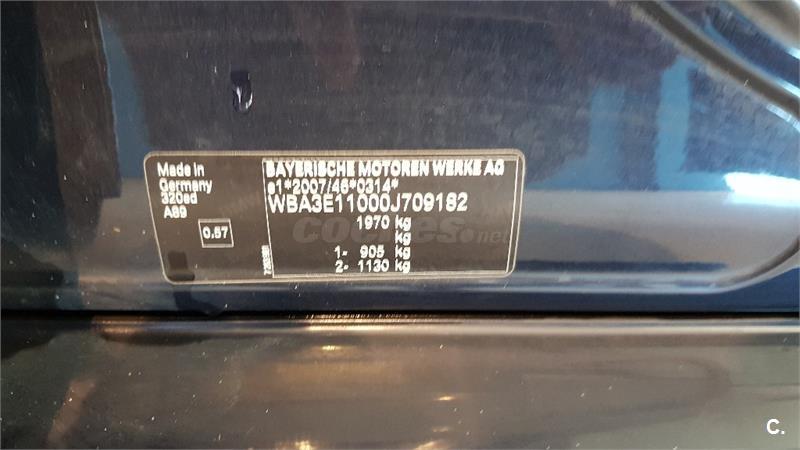 Made in
Germany
320ed
A89
0.57
BAYERISCHE MOTOREN WERKE AG
e1*2007/46*0314*
WBA3E11000J709182
1970 kg
kg
1- 905 kg
2- 1130 kg
coches.net
C.